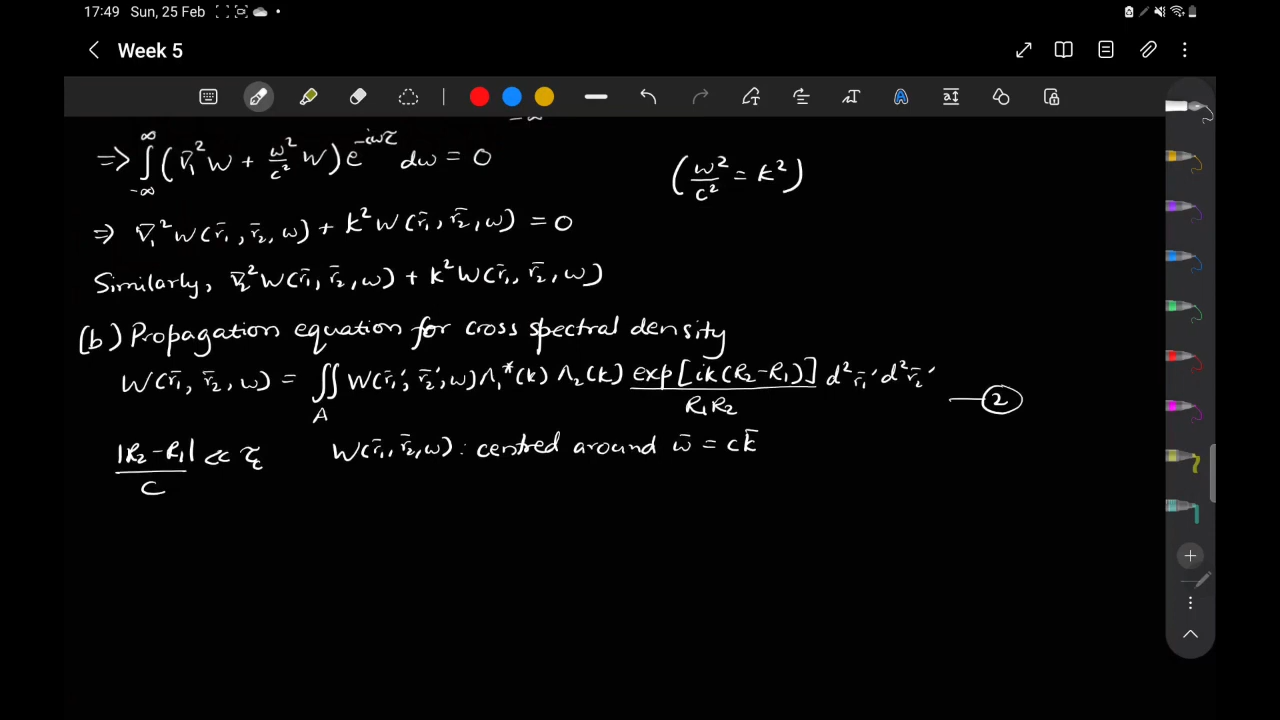 17:49 Sun, 25 Feb
Week 5
-∞
=> ∫_{-∞}^{∞} (∇₁²W + ω²/c² W) e^{-iωτ} dω = 0
(ω²/c² = k²)
=> ∇₁²W(r̄₁, r̄₂, ω) + k²W(r̄₁, r̄₂, ω) = 0
Similarly, ∇₂²W(r̄₁, r̄₂, ω) + k²W(r̄₁, r̄₂, ω)
(b) Propagation equation for cross spectral density
W(r̄₁, r̄₂, ω) = ∬_A W(r̄₁', r̄₂', ω) Λ₁*(k) Λ₂(k) exp[ik(R₂-R₁)]/R₁R₂ d²r̄₁' d²r̄₂' — ②
|R₂-R₁|/c << τ_c W(r̄₁, r̄₂, ω): centred around ω̄ = ck̄